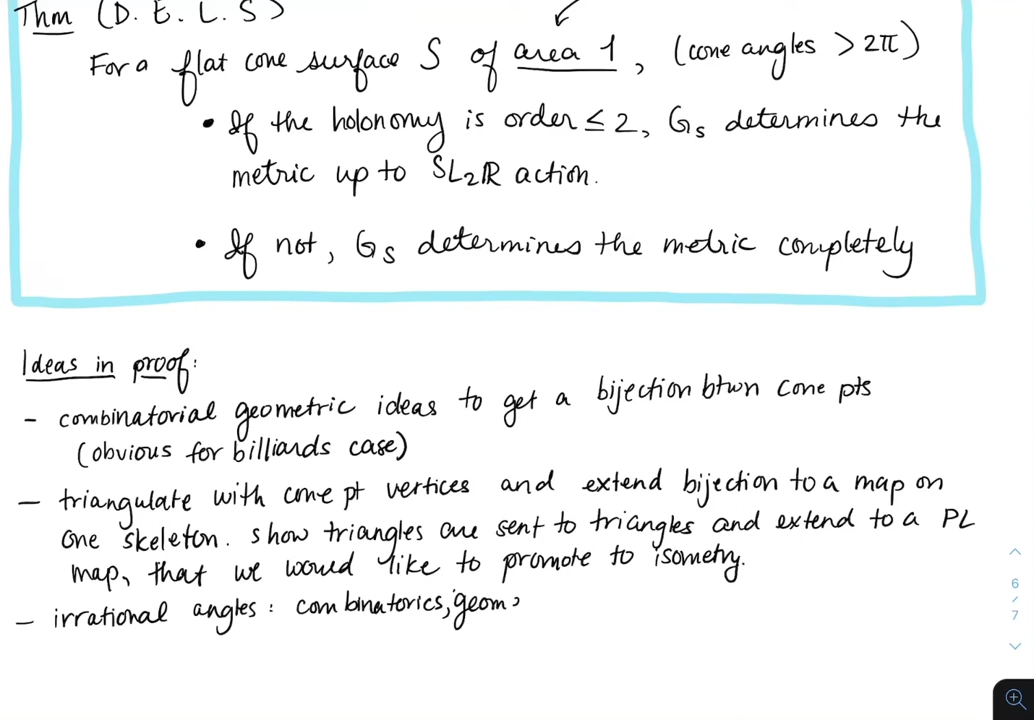 Thm (D. E. L. S)
For a flat cone surface S of area 1, (cone angles > 2π)
• If the holonomy is order ≤ 2, Gs determines the
metric up to SL₂ℝ action.
• If not, Gs determines the metric completely
Ideas in proof:
- combinatorial geometric ideas to get a bijection btwn cone pts
(obvious for billiards case)
- triangulate with cone pt vertices and extend bijection to a map on
one skeleton. show triangles are sent to triangles and extend to a PL
map, that we would like to promote to isometry.
- irrational angles: combinatorics, geom,
6
/
7